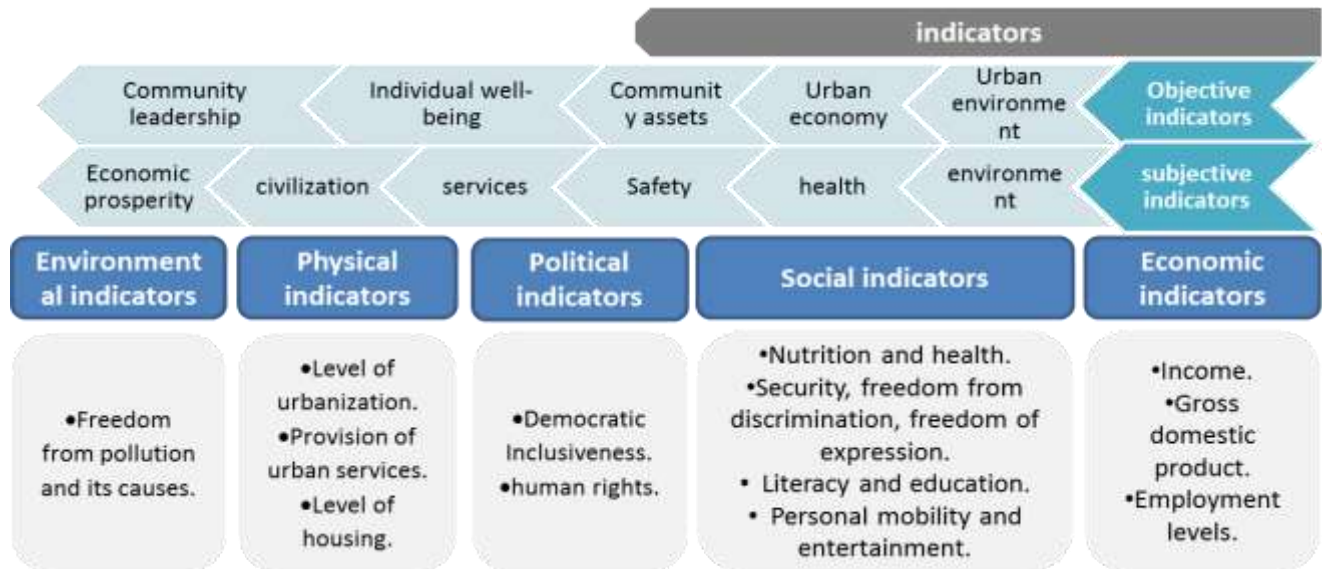 indicators
Community
leadership
Individual well-
being
Communit
y assets
Urban
economy
Urban
environme
nt
Objective
indicators
Economic
prosperity
civilization
services
Safety
health
environme
nt
subjective
indicators
Environment
al indicators
Physical
indicators
Political
indicators
Social indicators
Economic
indicators
•Freedom
from pollution
and its causes.
•Level of
urbanization.
•Provision of
urban services.
•Level of
housing.
•Democratic
Inclusiveness.
•human rights.
•Nutrition and health.
•Security, freedom from
discrimination, freedom of
expression.
• Literacy and education.
• Personal mobility and
entertainment.
•Income.
•Gross
domestic
product.
•Employment
levels.